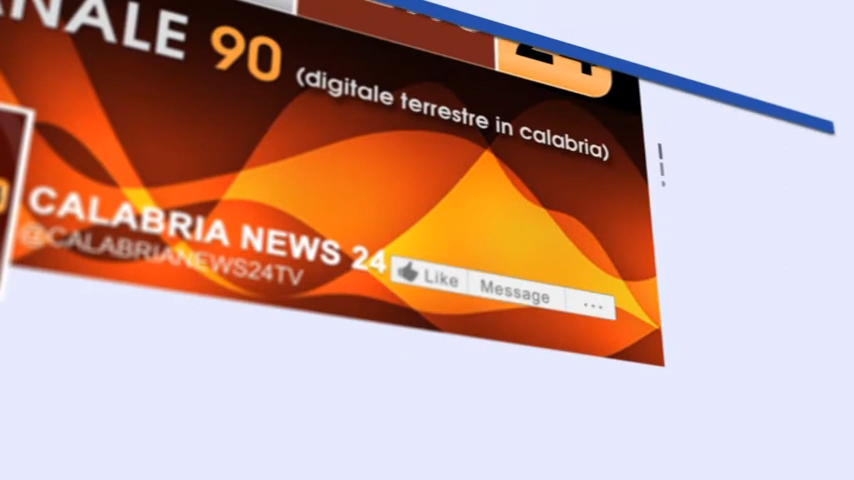 NALE 90 (digitale terrestre in calabria)
CALABRIA NEWS 24
@CALABRIANEWS24TV
Like Message ...